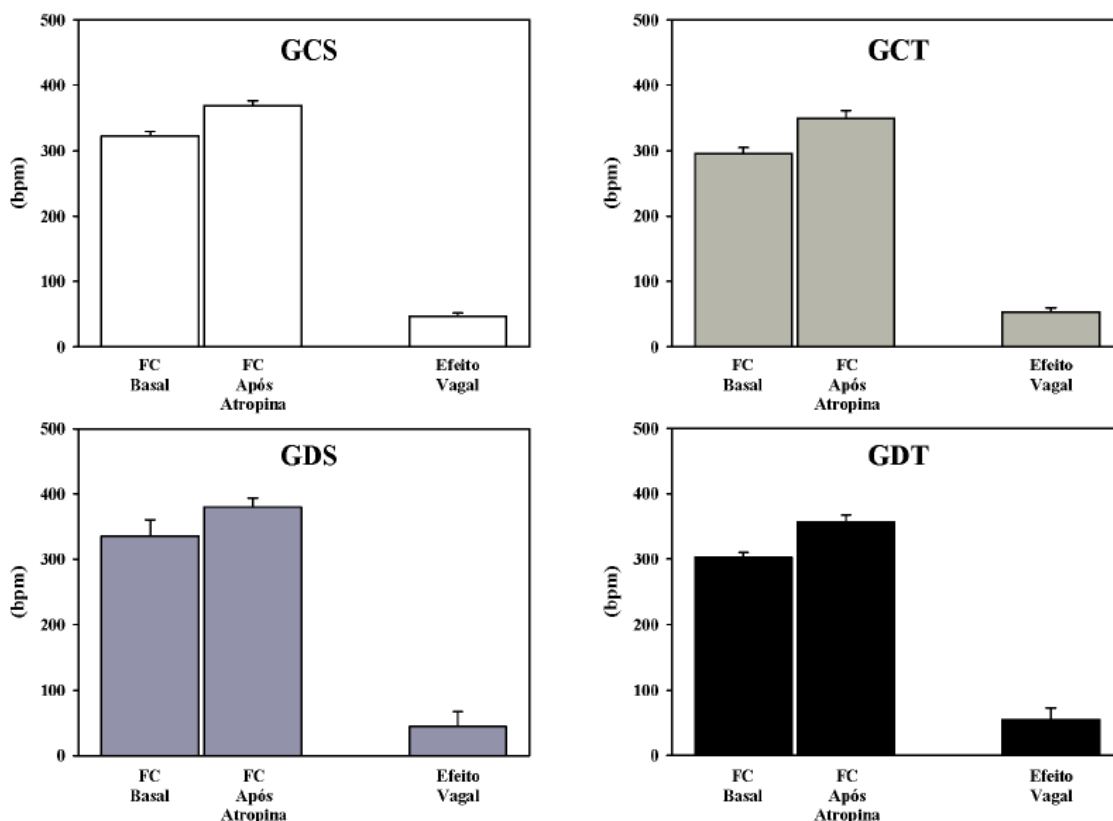 GCS
500
400
300
200
100
0
(bpm)
FC
Basal
FC
Após
Atropina
Efeito
Vagal
GCT
500
400
300
200
100
0
(bpm)
FC
Basal
FC
Após
Atropina
Efeito
Vagal
GDS
500
400
300
200
100
0
(bpm)
FC
Basal
FC
Após
Atropina
Efeito
Vagal
GDT
500
400
300
200
100
0
(bpm)
FC
Basal
FC
Após
Atropina
Efeito
Vagal